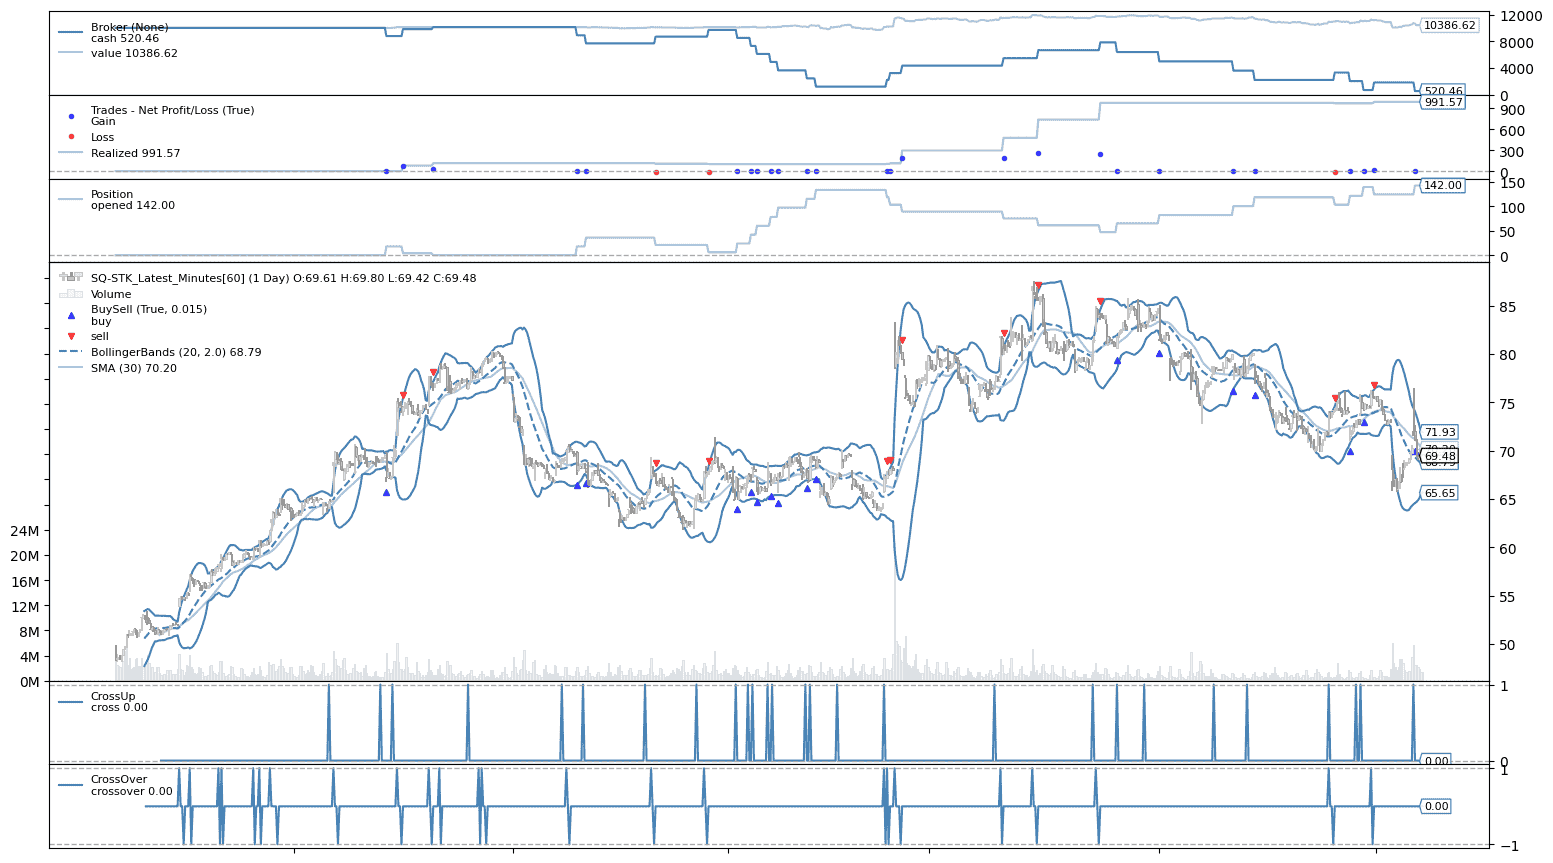 Broker (None)
cash 520.46
value 10386.62
12000
10386.62
8000
4000
520.46
0
Trades - Net Profit/Loss (True)
Gain
Loss
Realized 991.57
991.57
900
600
300
0
Position
opened 142.00
150
142.00
100
50
0
SQ-STK_Latest_Minutes[60] (1 Day) O:69.61 H:69.80 L:69.42 C:69.48
Volume
BuySell (True, 0.015)
buy
sell
BollingerBands (20, 2.0) 68.79
SMA (30) 70.20
85
80
75
71.93
70
69.48
65
65.65
60
55
50
24M
20M
16M
12M
8M
4M
0M
CrossUp
cross 0.00
1
0.00
0
CrossOver
crossover 0.00
1
0.00
−1